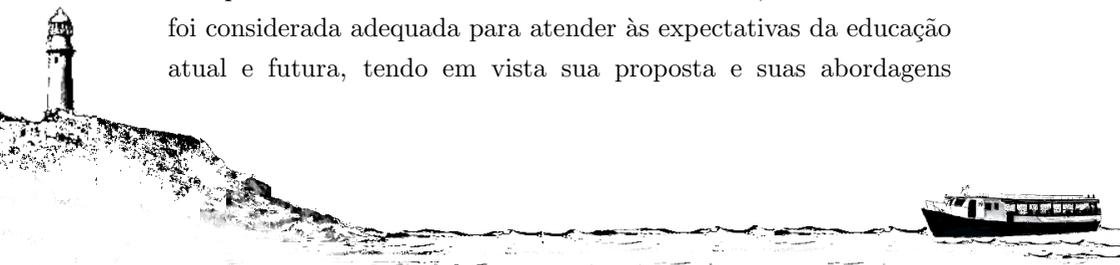 foi considerada adequada para atender às expectativas da educação
atual e futura, tendo em vista sua proposta e suas abordagens